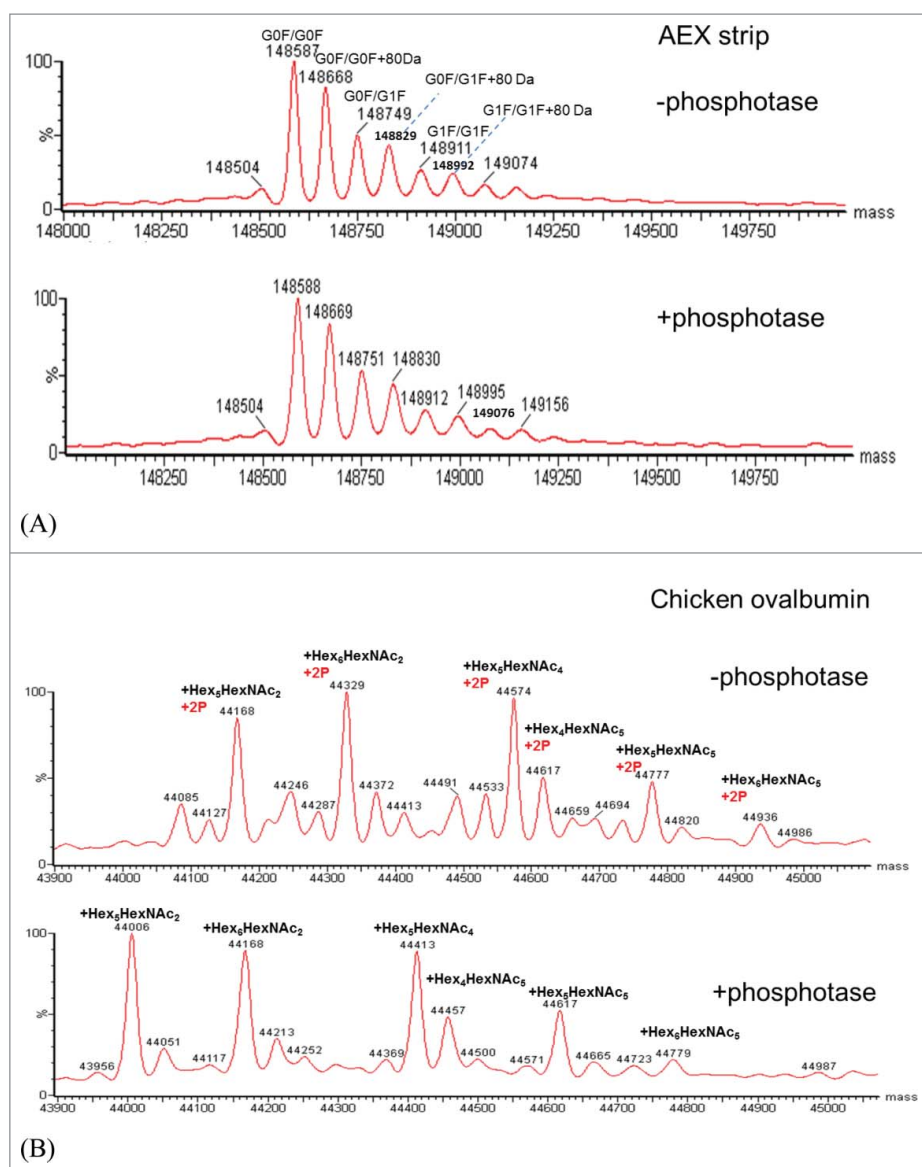 AEX strip
-phosphotase
G0F/G0F
148587
G0F/G0F+80Da
148668
G0F/G1F+80 Da
G0F/G1F
148749
148829
G1F/G1F+80 Da
G1F/G1F
148911
148992
148504
149074
100
%
0
mass
148000 148250 148500 148750 149000 149250 149500 149750
+phosphotase
148588
148669
148751
148830
148912
148995
149076
149156
148504
100
%
0
mass
148250 148500 148750 149000 149250 149500 149750
(A)
Chicken ovalbumin
-phosphotase
+Hex5HexNAc2
+2P
44168
+Hex6HexNAc2
+2P
44329
+Hex5HexNAc4
+2P
44574
+Hex4HexNAc5
+2P
44617
+Hex5HexNAc5
+2P
44777
+Hex6HexNAc5
+2P
44936
44085
44127
44246
44287
44372
44413
44491
44533
44659
44694
44820
44986
100
%
0
mass
43900 44000 44100 44200 44300 44400 44500 44600 44700 44800 44900 45000
+phosphotase
+Hex5HexNAc2
44006
+Hex6HexNAc2
44168
+Hex5HexNAc4
44413
+Hex4HexNAc5
44457
+Hex5HexNAc5
44617
+Hex6HexNAc5
44779
43956
44051
44117
44213
44252
44369
44500
44571
44665
44723
44987
100
%
0
mass
43900 44000 44100 44200 44300 44400 44500 44600 44700 44800 44900 45000
(B)